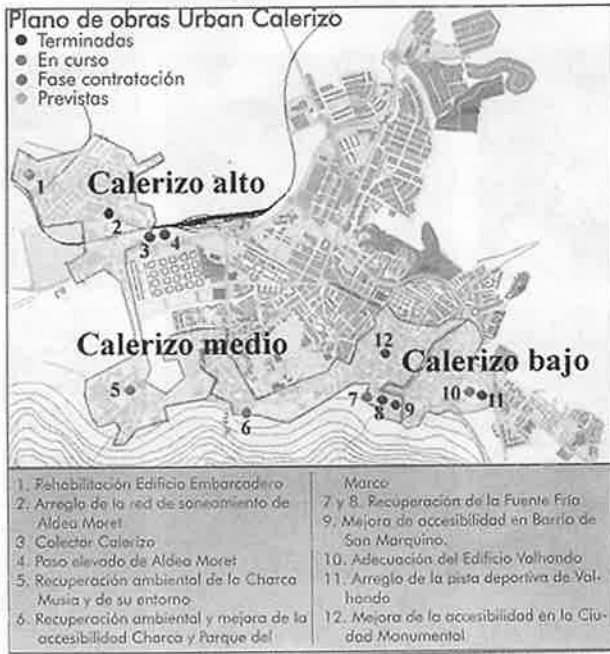 Plano de obras Urban Calerizo
Terminadas
En curso
Fase contratación
Previstas
1
Calerizo alto
2
3
4
Calerizo medio
12
Calerizo bajo
5
6
7
8
9
10
11
1. Rehabilitación Edificio Embarcadero
2. Arreglo de la red de saneamiento de
Aldea Moret
3 Colector Calerizo
4. Paso elevado de Aldea Moret
5. Recuperación ambiental de la Charca
Musia y de su entorno
6. Recuperación ambiental y mejora de la
accesibilidad Charca y Parque del
Marco
7 y 8. Recuperación de la Fuente Fría
9. Mejora de accesibilidad en Barrio de
San Marquino.
10. Adecuación del Edificio Valhondo
11. Arreglo de la pista deportiva de Val-
hondo
12. Mejora de la accesibilidad en la Ciu-
dad Monumental